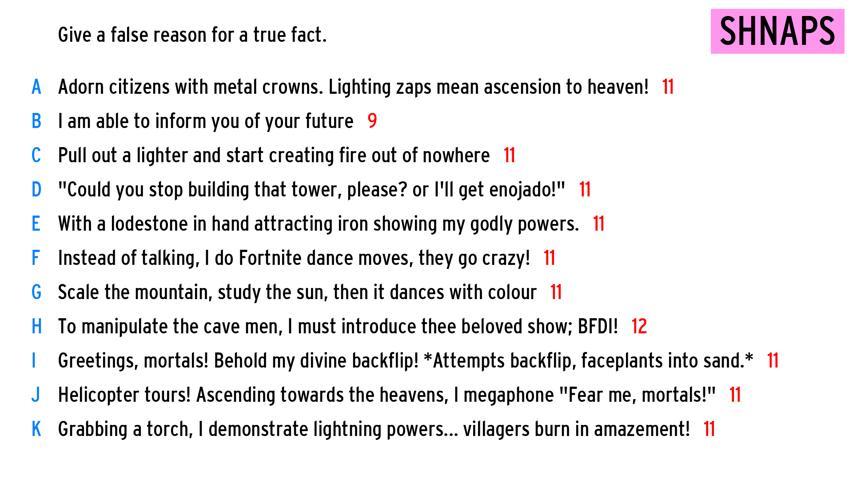 Give a false reason for a true fact.
SHNAPS
A Adorn citizens with metal crowns. Lighting zaps mean ascension to heaven! 11
B I am able to inform you of your future 9
C Pull out a lighter and start creating fire out of nowhere 11
D "Could you stop building that tower, please? or I'll get enojado!" 11
E With a lodestone in hand attracting iron showing my godly powers. 11
F Instead of talking, I do Fortnite dance moves, they go crazy! 11
G Scale the mountain, study the sun, then it dances with colour 11
H To manipulate the cave men, I must introduce thee beloved show; BFDI! 12
I Greetings, mortals! Behold my divine backflip! *Attempts backflip, faceplants into sand.* 11
J Helicopter tours! Ascending towards the heavens, I megaphone "Fear me, mortals!" 11
K Grabbing a torch, I demonstrate lightning powers... villagers burn in amazement! 11